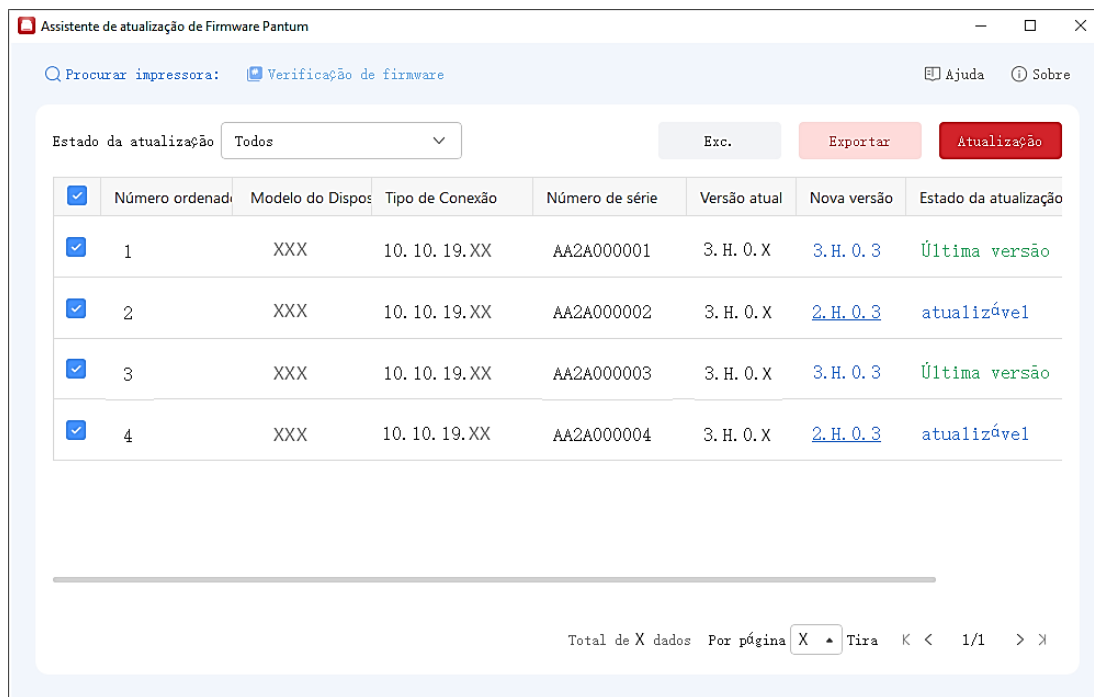 Assistente de atualização de Firmware Pantum
Procurar impressora: Verificação de firmware Ajuda Sobre
Estado da atualização Todos Exc. Exportar Atualização
Número ordenad Modelo do Dispos Tipo de Conexão Número de série Versão atual Nova versão Estado da atualização
1 XXX 10.10.19.XX AA2A000001 3.H.0.X 3.H.0.3 Última versão
2 XXX 10.10.19.XX AA2A000002 3.H.0.X 2.H.0.3 atualizável
3 XXX 10.10.19.XX AA2A000003 3.H.0.X 3.H.0.3 Última versão
4 XXX 10.10.19.XX AA2A000004 3.H.0.X 2.H.0.3 atualizável
Total de X dados Por página X Tira 1/1